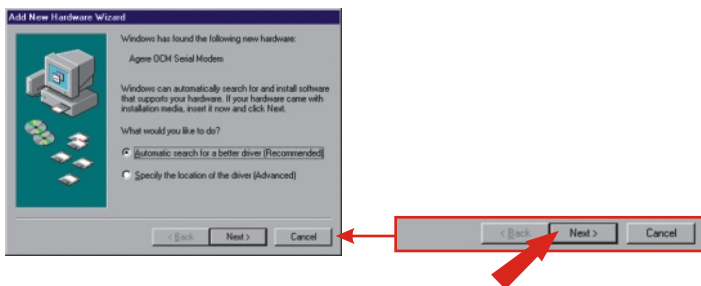 Add New Hardware Wizard
Windows has found the following new hardware:
Agere OCM Serial Modem
Windows can automatically search for and install software
that supports your hardware. If your hardware came with
installation media, insert it now and click Next.
What would you like to do?
Automatic search for a better driver (Recommended)
Specify the location of the driver (Advanced)
< Back
Next >
Cancel
< Back
Next >
Cancel